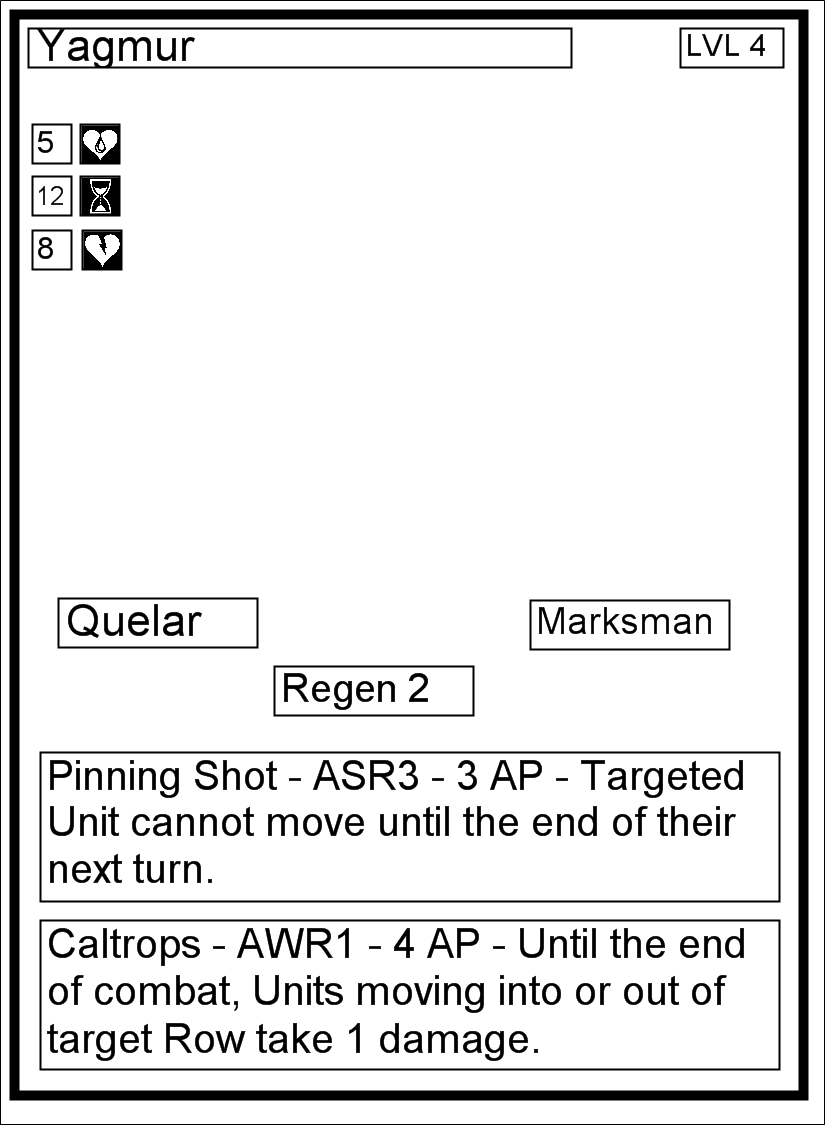 Yagmur
LVL 4
5
12
8
Quelar
Marksman
Regen 2
Pinning Shot - ASR3 - 3 AP - Targeted
Unit cannot move until the end of their
next turn.
Caltrops - AWR1 - 4 AP - Until the end
of combat, Units moving into or out of
target Row take 1 damage.